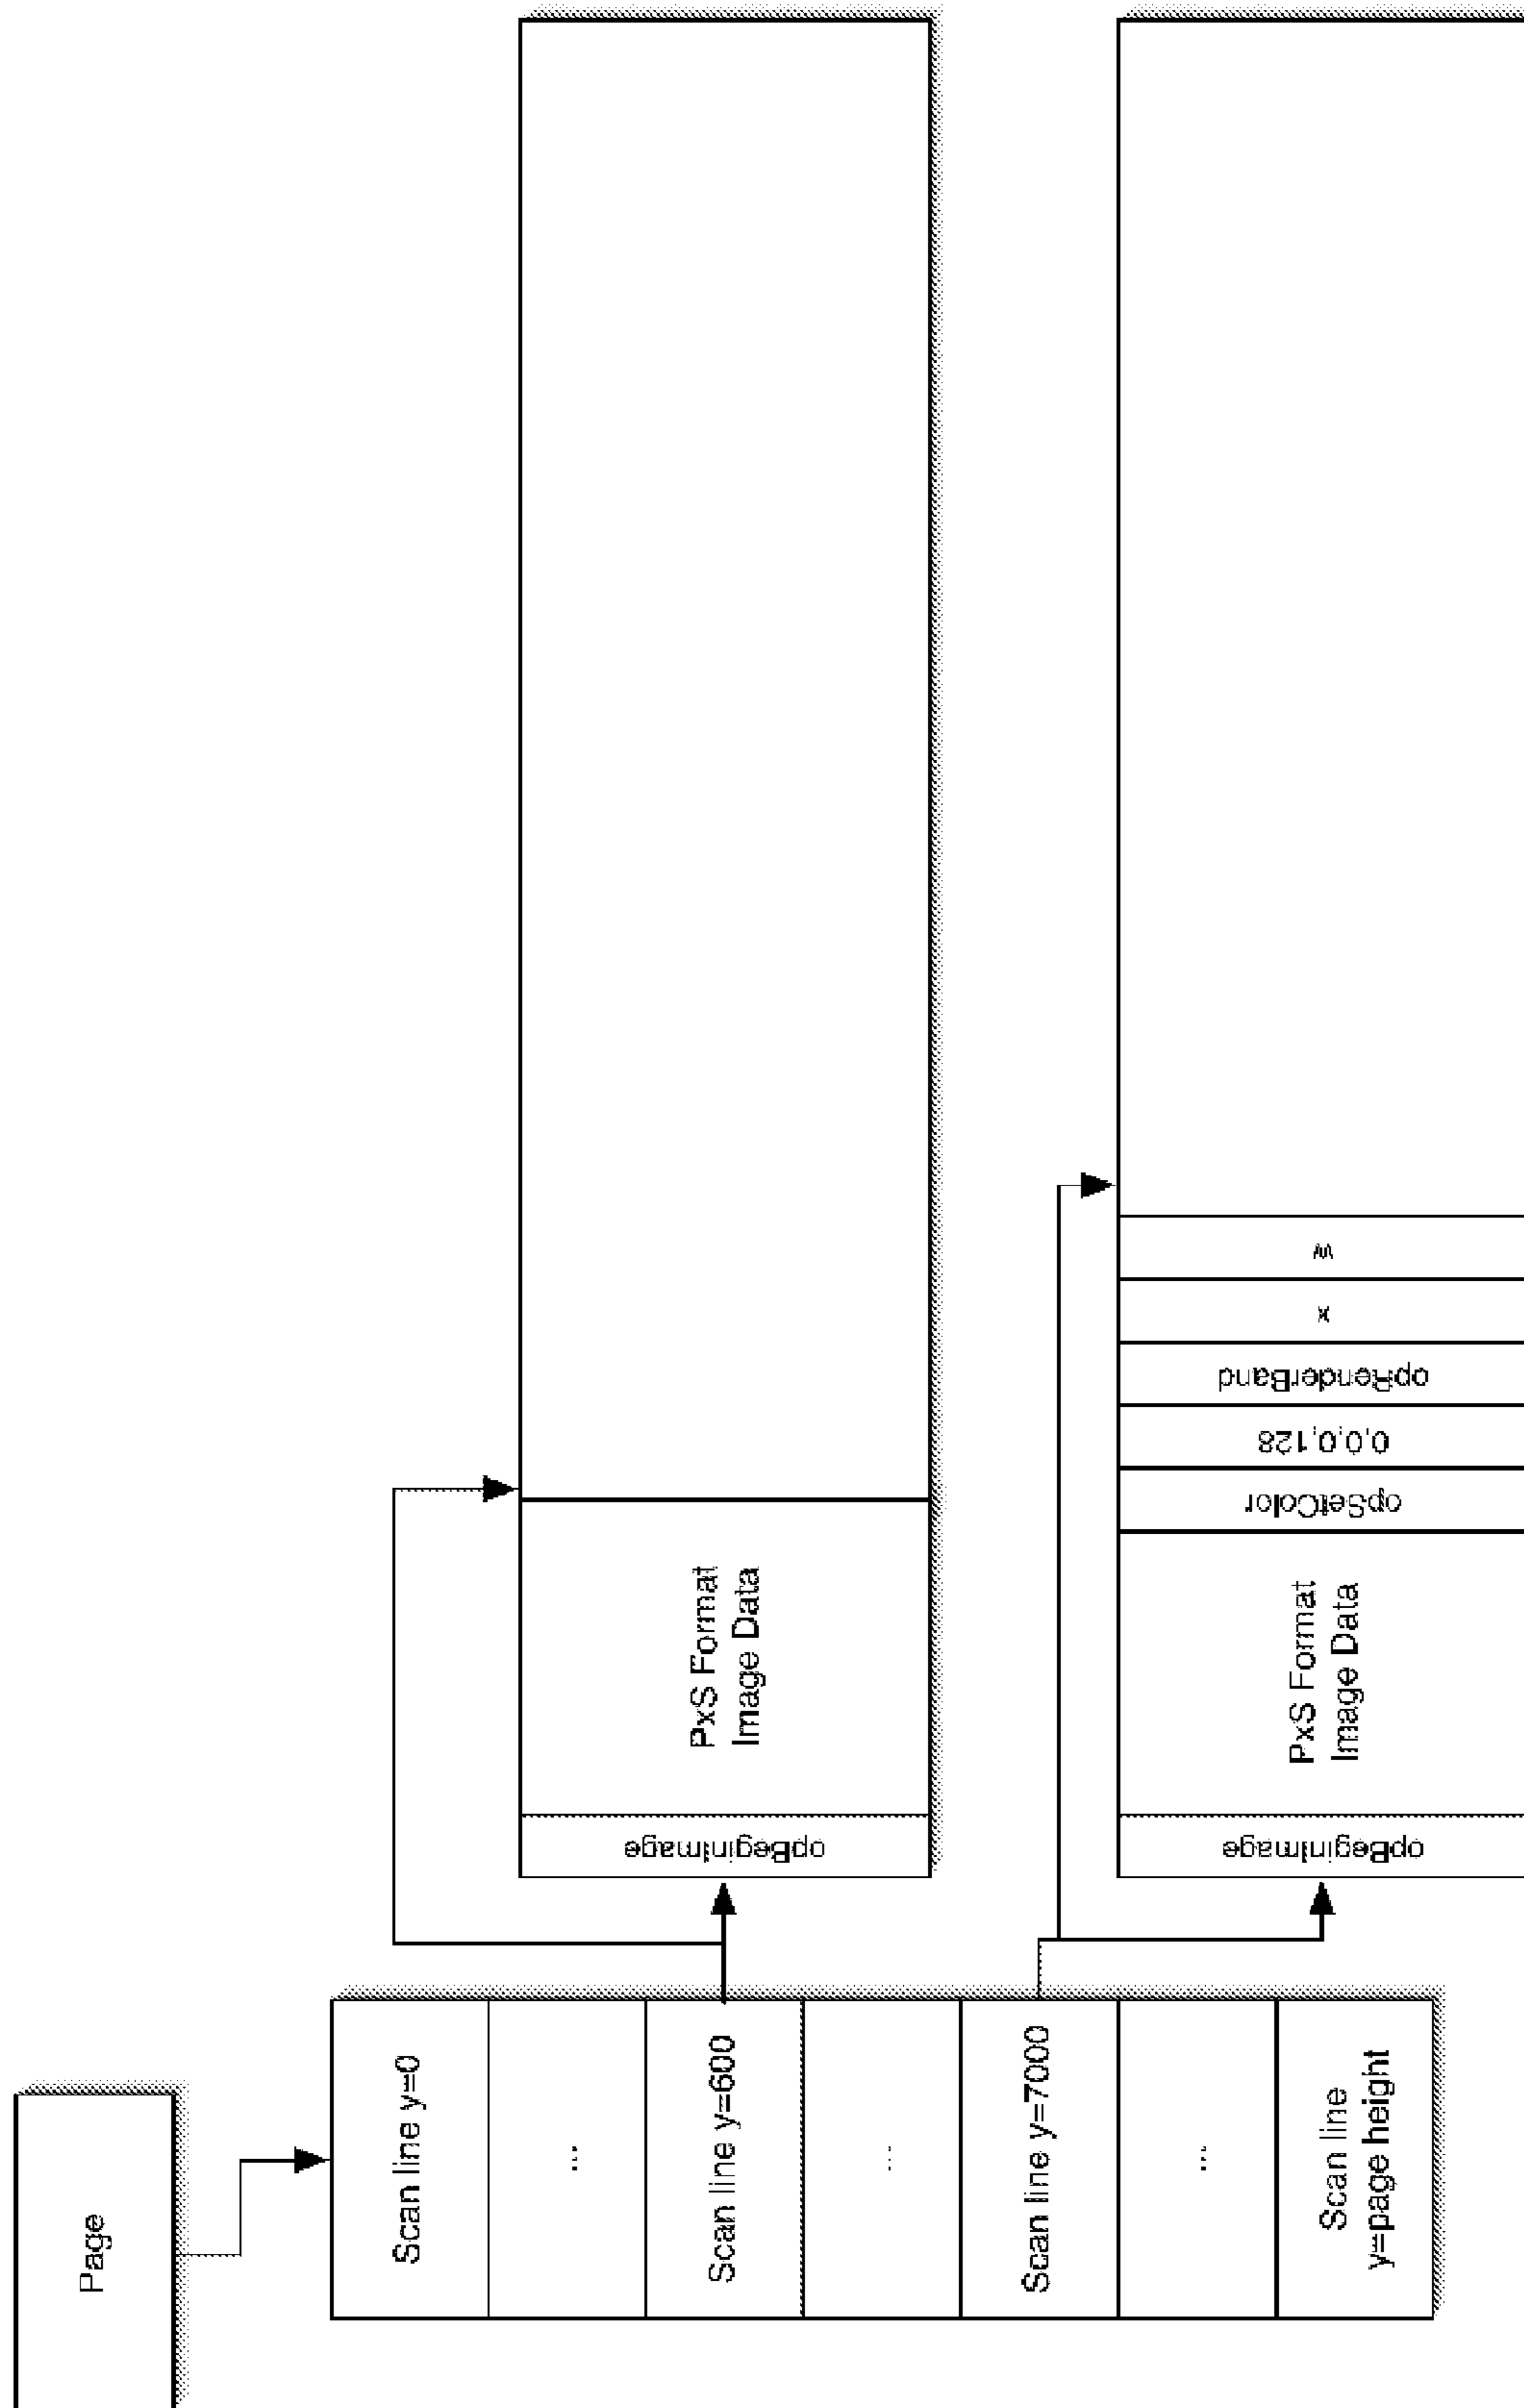 Page
Scan line y=0
...
Scan line y=600
...
Scan line y=7000
...
Scan line
y=page height
opBeginImage
PxS Format
Image Data
opBeginImage
PxS Format
Image Data
opSetColor
0,0,0,128
opRenderBand
x
w